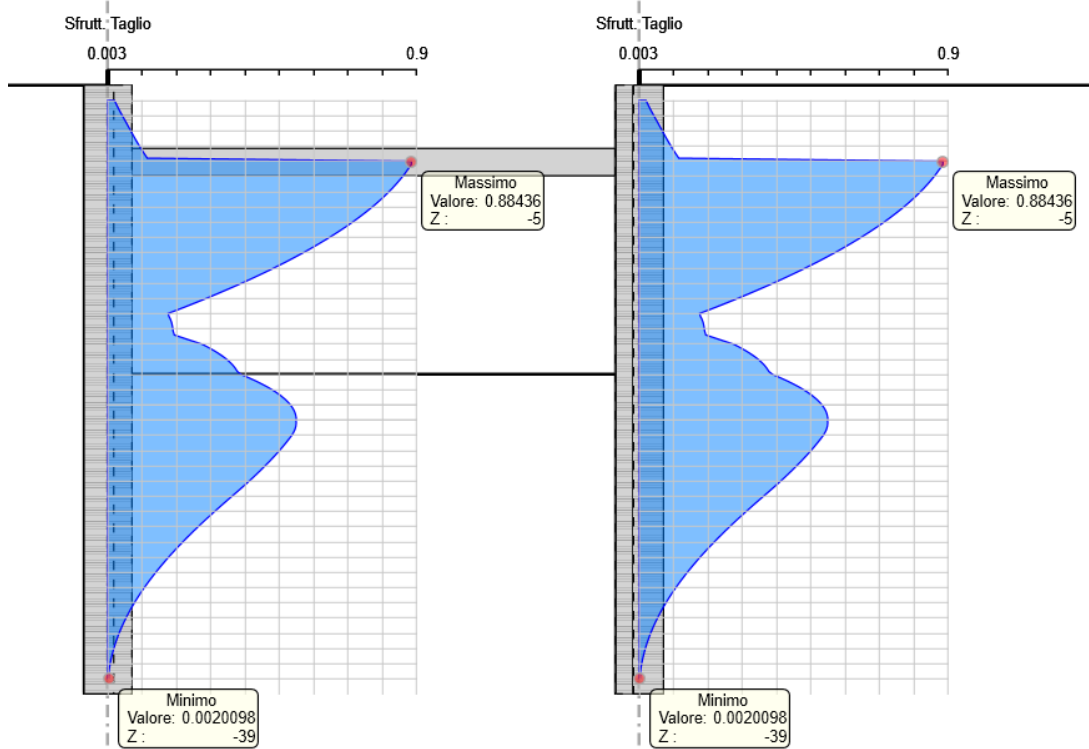 Sfrutt. Taglio
0.003 0.9
Massimo
Valore: 0.88436
Z : -5
Minimo
Valore: 0.0020098
Z : -39
Sfrutt. Taglio
0.003 0.9
Massimo
Valore: 0.88436
Z : -5
Minimo
Valore: 0.0020098
Z : -39